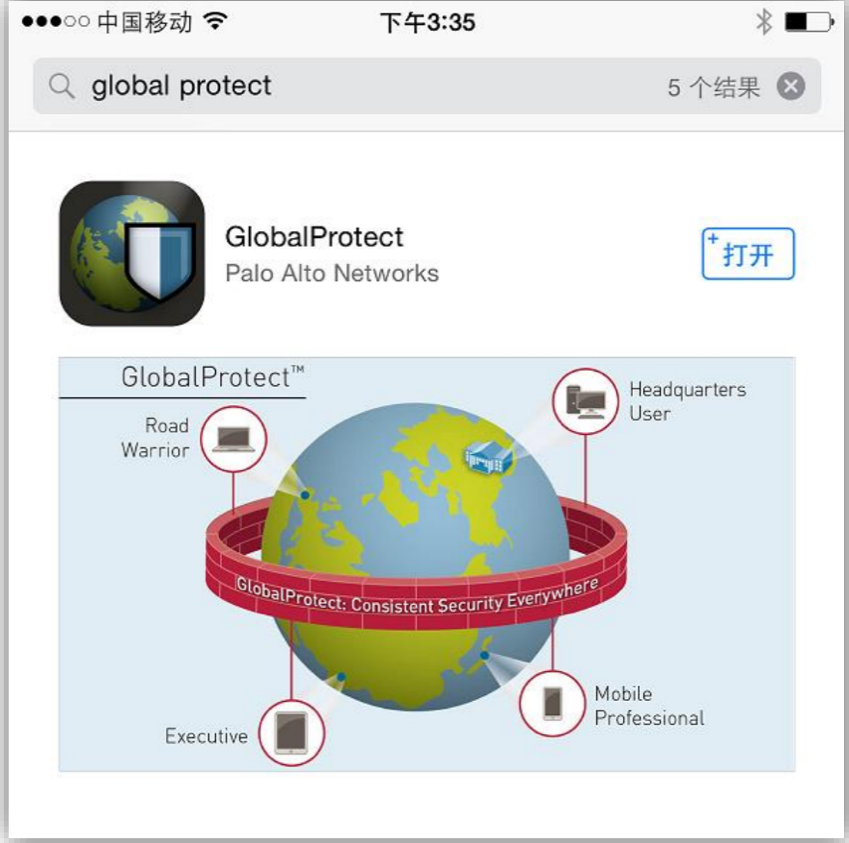 中国移动 下午3:35
global protect 5 个结果
GlobalProtect
Palo Alto Networks
+打开
GlobalProtect™
Road
Warrior
Headquarters
User
GlobalProtect: Consistent Security Everywhere
Executive
Mobile
Professional